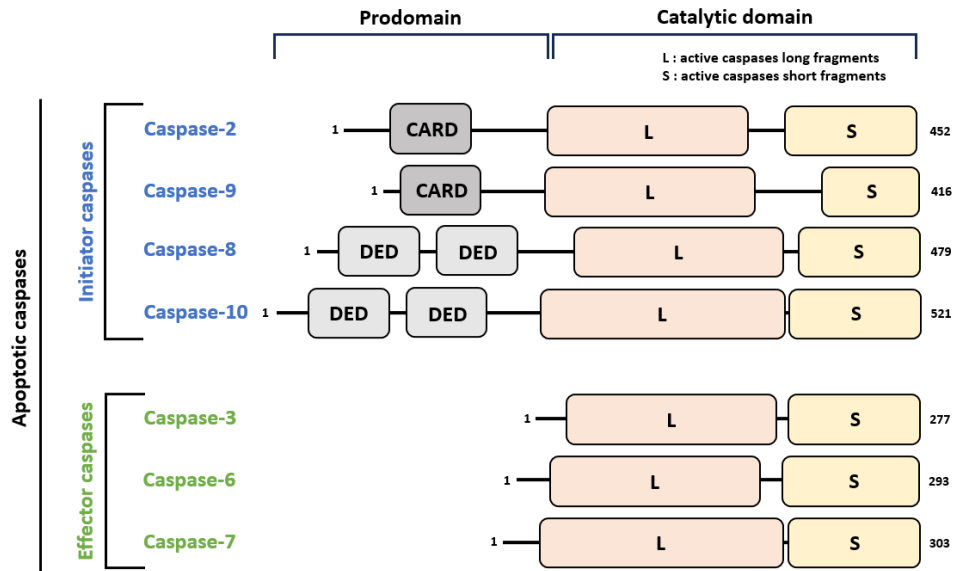 Prodomain
Catalytic domain
L : active caspases long fragments
S : active caspases short fragments
Apoptotic caspases
Initiator caspases
Caspase-2
1
CARD
L
S
452
Caspase-9
1
CARD
L
S
416
Caspase-8
1
DED
DED
L
S
479
Caspase-10
1
DED
DED
L
S
521
Effector caspases
Caspase-3
1
L
S
277
Caspase-6
1
L
S
293
Caspase-7
1
L
S
303